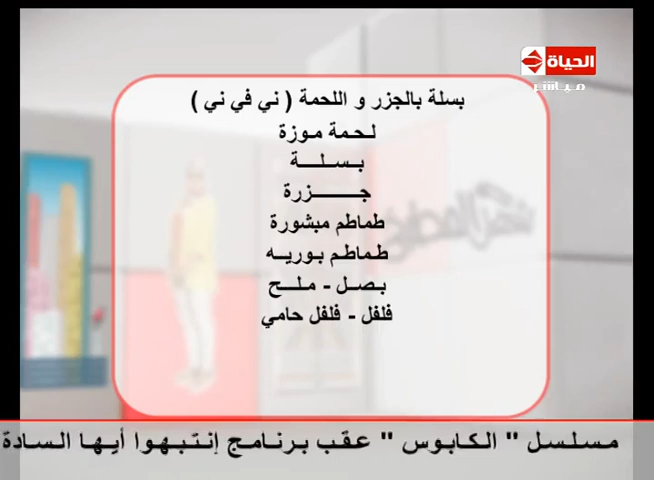 الحياة
مباشر
بسلة بالجزر و اللحمة ( ني في ني )
لحمة موزة
بسلة
جزرة
طماطم مبشورة
طماطم بوريه
بصل - ملح
فلفل - فلفل حامي
مسلسل " الكابوس " عقب برنامج إنتبهوا أيها السادة